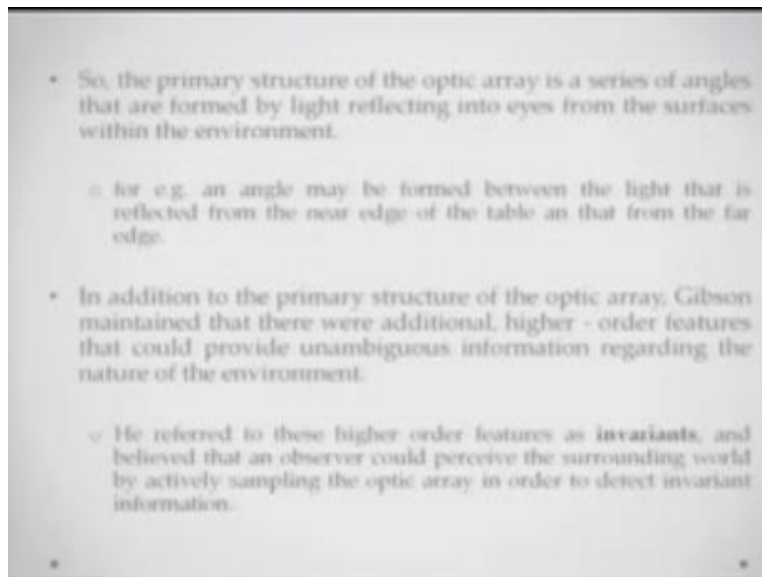 • So, the primary structure of the optic array is a series of angles
that are formed by light reflecting into eyes from the surfaces
within the environment.
o for e.g. an angle may be formed between the light that is
reflected from the near edge of the table an that from the far
edge.
• In addition to the primary structure of the optic array, Gibson
maintained that there were additional, higher - order features
that could provide unambiguous information regarding the
nature of the environment.
o He referred to these higher order features as invariants, and
believed that an observer could perceive the surrounding world
by actively sampling the optic array in order to detect invariant
information.